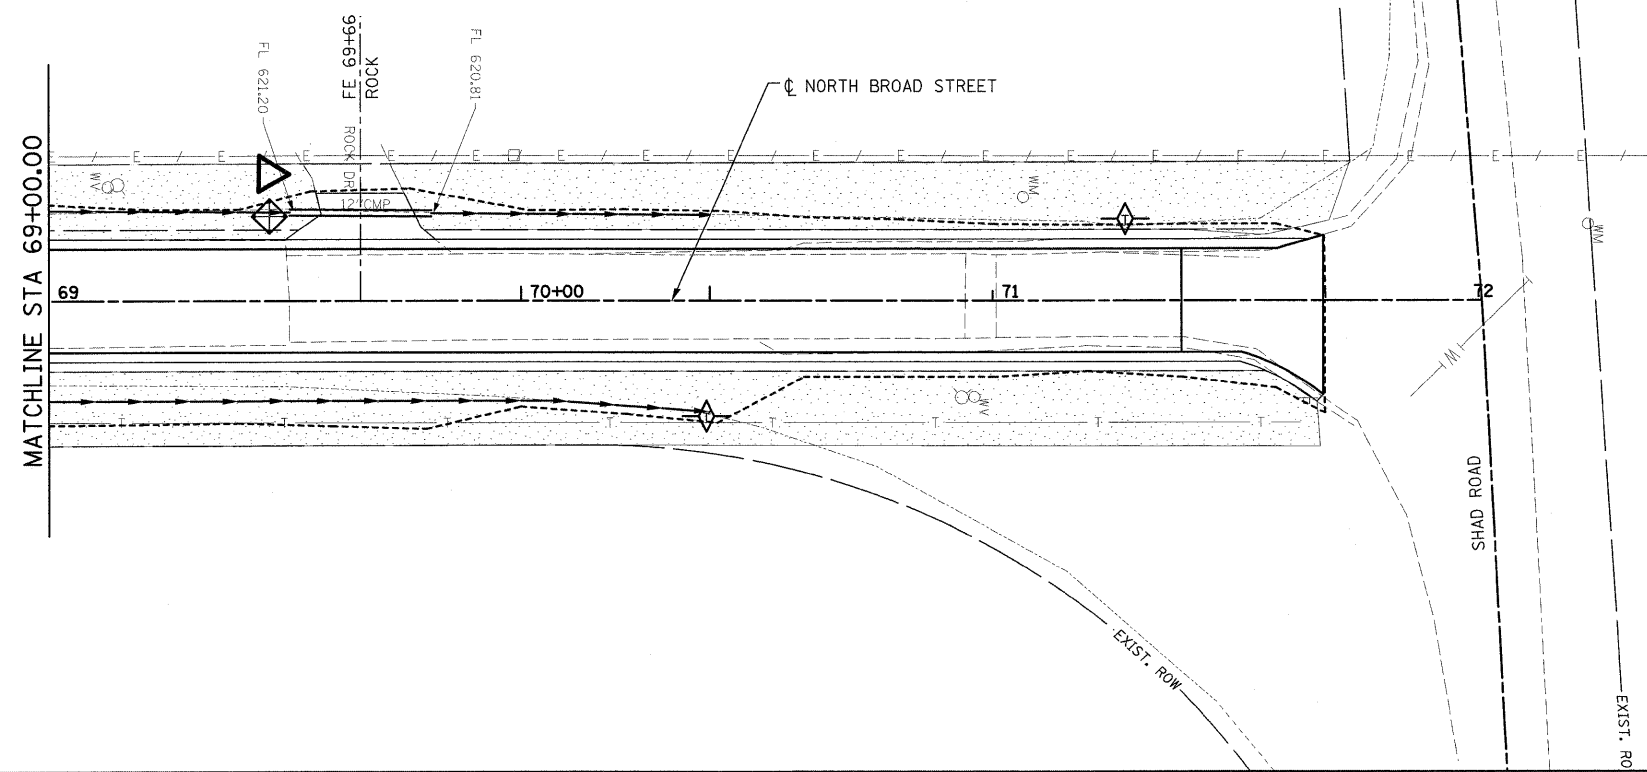 MATCHLINE STA 69+00.00
FL 621.20
FE 69+66
ROCK
FL 620.81
℄ NORTH BROAD STREET
E E E E E E E E E E E E E E E E E E
ROCK DR
12"CMP
WV
WM
WM
T
69
70+00
71
72
W
WV
T
T T T T T T T
SHAD ROAD
EXIST. ROW
EXIST. RO